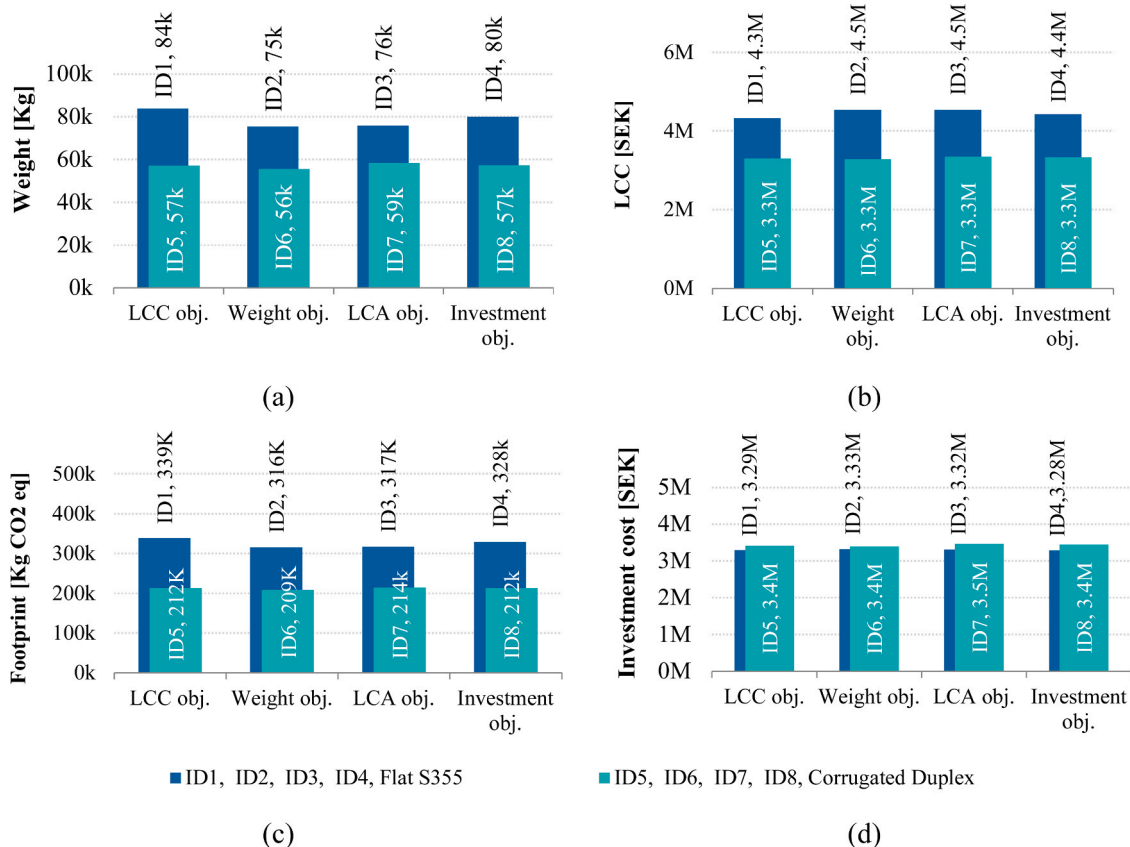 Weight [Kg]
100k
80k
60k
40k
20k
0k
ID1, 84k
ID2, 75k
ID3, 76k
ID4, 80k
ID5, 57k
ID6, 56k
ID7, 59k
ID8, 57k
LCC obj.
Weight obj.
LCA obj.
Investment
obj.
(a)
LCC [SEK]
6M
4M
2M
0M
ID1, 4.3M
ID2, 4.5M
ID3, 4.5M
ID4, 4.4M
ID5, 3.3M
ID6, 3.3M
ID7, 3.3M
ID8, 3.3M
LCC obj.
Weight
obj.
LCA obj.
Investment
obj.
(b)
Footprint [Kg CO2 eq]
500k
400k
300k
200k
100k
0k
ID1, 339K
ID2, 316K
ID3, 317K
ID4, 328k
ID5, 212K
ID6, 209K
ID7, 214k
ID8, 212k
LCC obj.
Weight obj.
LCA obj.
Investment
obj.
Investment cost [SEK]
5M
4M
3M
2M
1M
0M
ID1, 3.29M
ID2, 3.33M
ID3, 3.32M
ID4,3.28M
ID5, 3.4M
ID6, 3.4M
ID7, 3.5M
ID8, 3.4M
LCC obj.
Weight obj.
LCA obj.
Investment
obj.
ID1, ID2, ID3, ID4, Flat S355
ID5, ID6, ID7, ID8, Corrugated Duplex
(c)
(d)